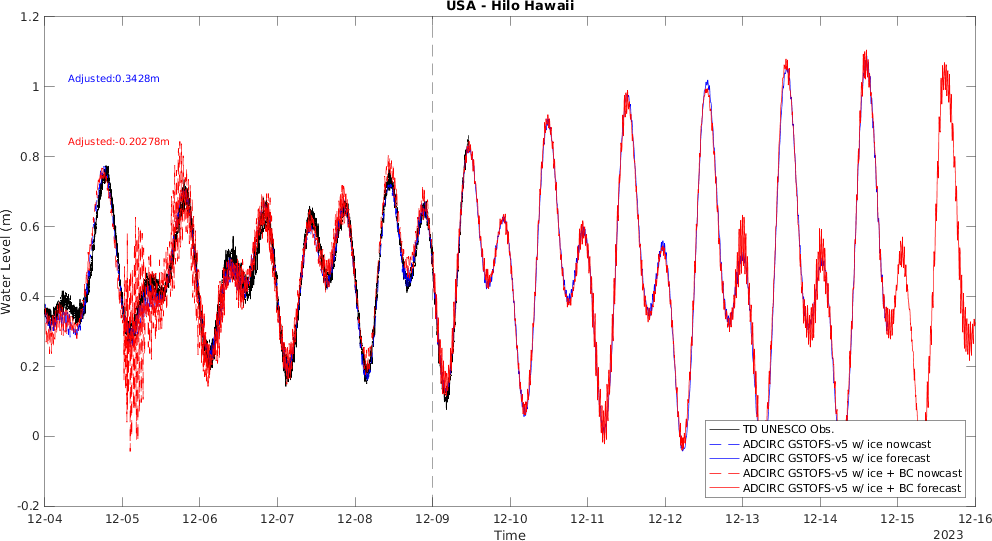 USA - Hilo Hawaii
1.2
1
0.8
0.6
0.4
0.2
0
-0.2
Water Level (m)
Adjusted:0.3428m
Adjusted:-0.20278m
TD UNESCO Obs.
ADCIRC GSTOFS-v5 w/ ice nowcast
ADCIRC GSTOFS-v5 w/ ice forecast
ADCIRC GSTOFS-v5 w/ ice + BC nowcast
ADCIRC GSTOFS-v5 w/ ice + BC forecast
12-04 12-05 12-06 12-07 12-08 12-09 12-10 12-11 12-12 12-13 12-14 12-15 12-16
Time
2023